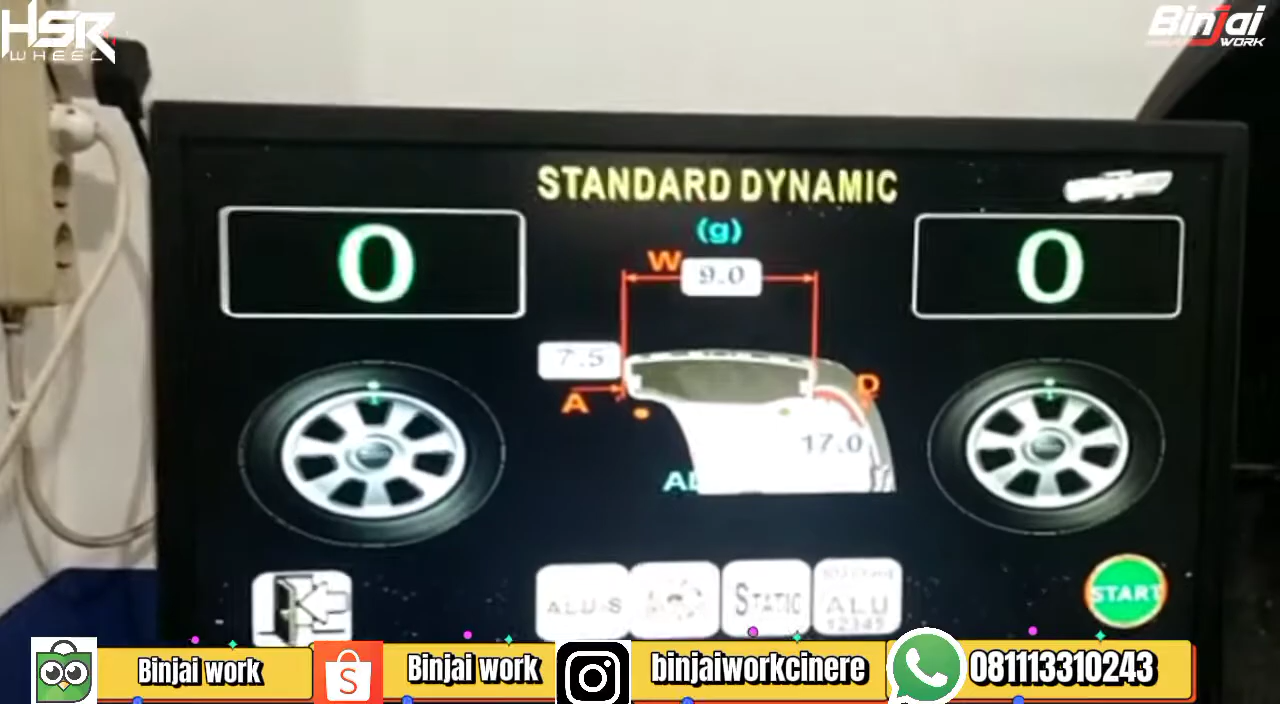 HSR
WHEEL
Binjai
WORK
STANDARD DYNAMIC
(g)
0
0
W
9.0
7.5
A
D
17.0
ALU-S
STATIC
ALU
12345
START
Binjai work
Binjai work
binjaiworkcinere
081113310243